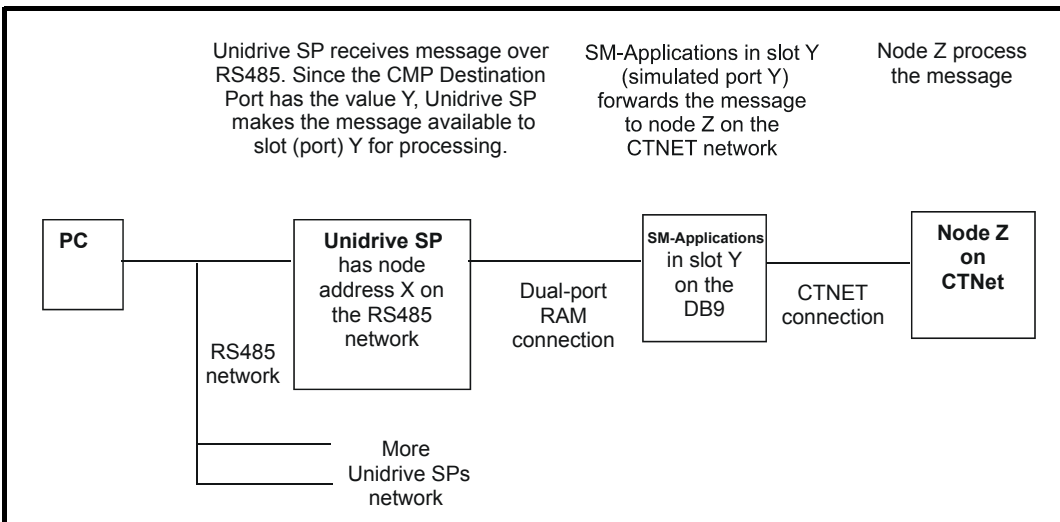 Unidrive SP receives message over
RS485. Since the CMP Destination
Port has the value Y, Unidrive SP
makes the message available to
slot (port) Y for processing.
SM-Applications in slot Y
(simulated port Y)
forwards the message
to node Z on the
CTNET network
Node Z process
the message
PC
Unidrive SP
has node
address X on
the RS485
network
SM-Applications
in slot Y
on the
DB9
Node Z
on
CTNet
RS485
network
Dual-port
RAM
connection
CTNET
connection
More
Unidrive SPs
network